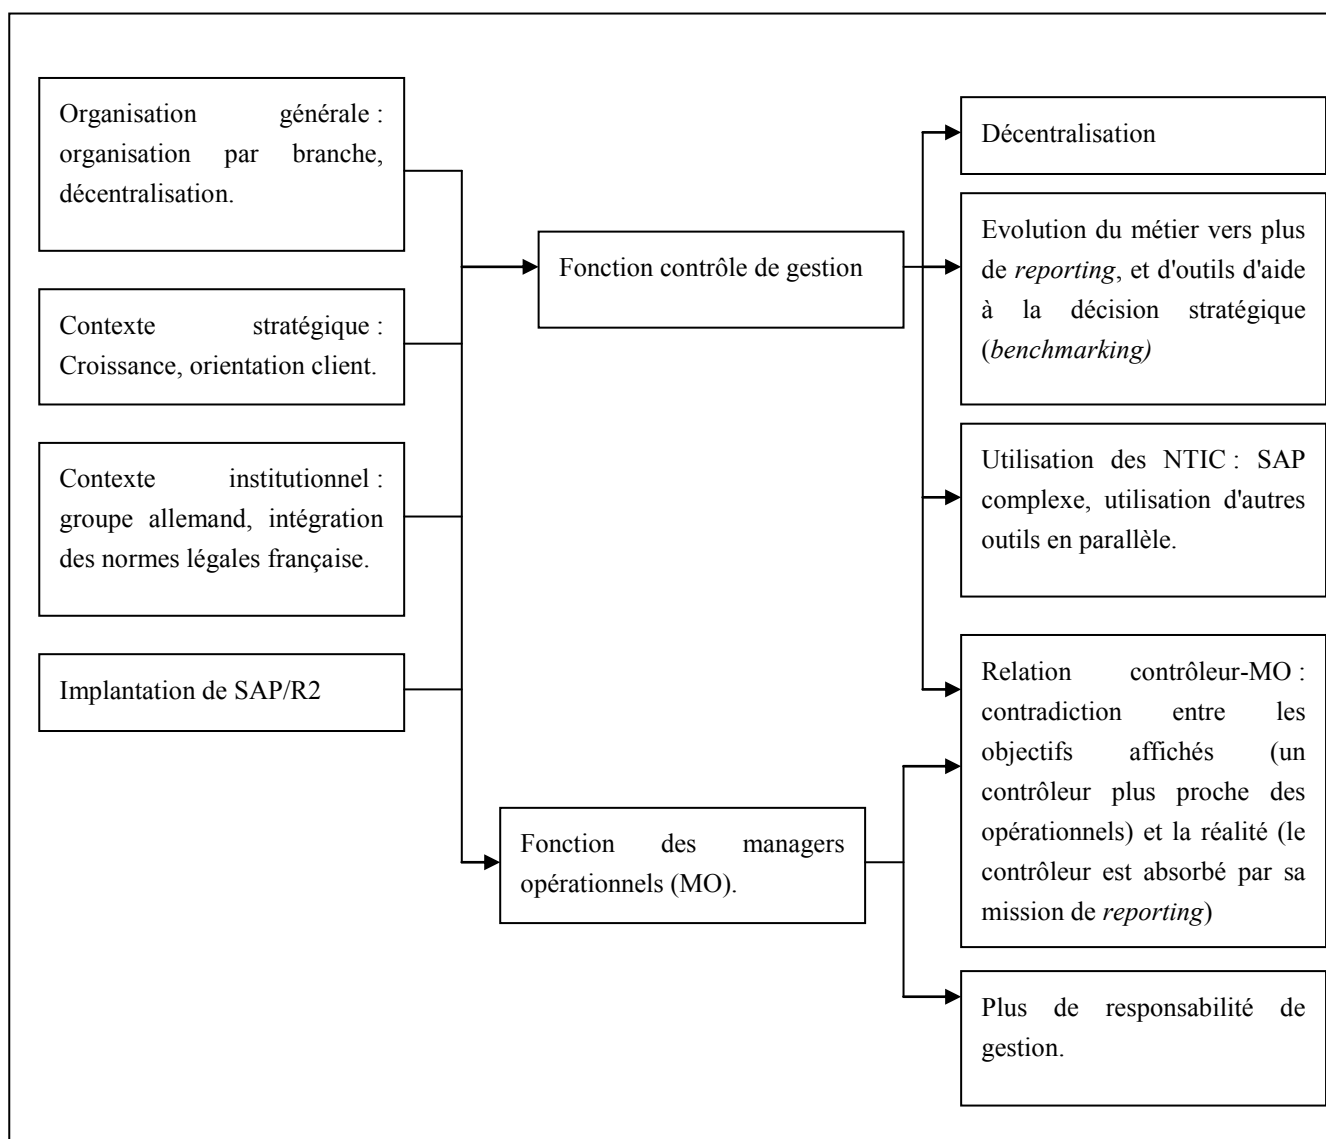 Organisation générale :
organisation par branche,
décentralisation.
Contexte stratégique :
Croissance, orientation client.
Contexte institutionnel :
groupe allemand, intégration
des normes légales française.
Implantation de SAP/R2
Fonction contrôle de gestion
Fonction des managers
opérationnels (MO).
Décentralisation
Evolution du métier vers plus
de reporting, et d'outils d'aide
à la décision stratégique
(benchmarking)
Utilisation des NTIC : SAP
complexe, utilisation d'autres
outils en parallèle.
Relation contrôleur-MO :
contradiction entre les
objectifs affichés (un
contrôleur plus proche des
opérationnels) et la réalité (le
contrôleur est absorbé par sa
mission de reporting)
Plus de responsabilité de
gestion.